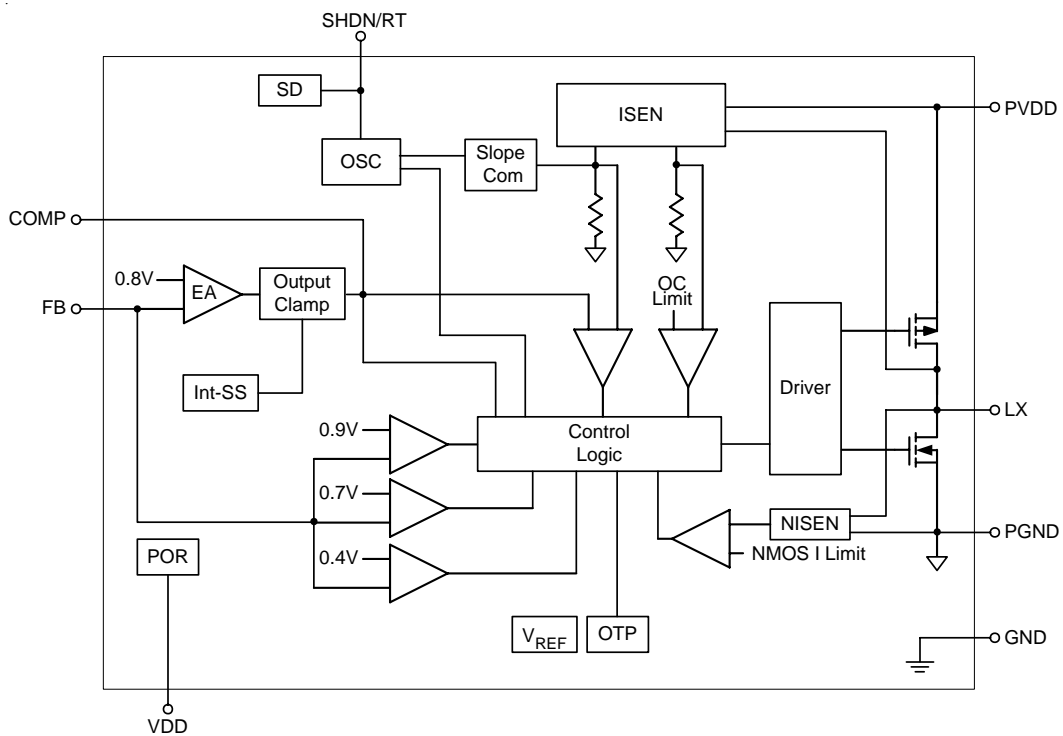 SHDN/RT
SD
ISEN
PVDD
OSC
Slope
Com
COMP
0.8V
EA
Output
Clamp
OC
Limit
FB
Int-SS
Driver
LX
0.9V
Control
Logic
0.7V
NISEN
PGND
NMOS I Limit
POR
0.4V
VREF
OTP
GND
VDD